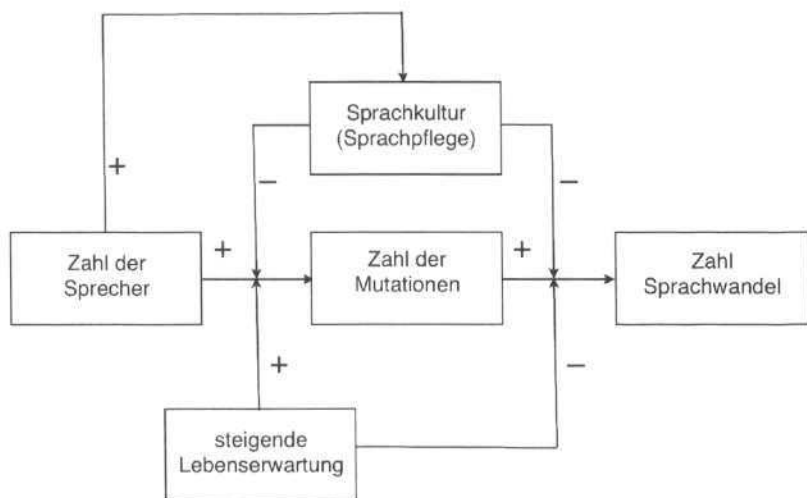 Sprachkultur
(Sprachpflege)
+
−
−
Zahl der
Sprecher
+
Zahl der
Mutationen
+
Zahl
Sprachwandel
+
−
steigende
Lebenserwartung